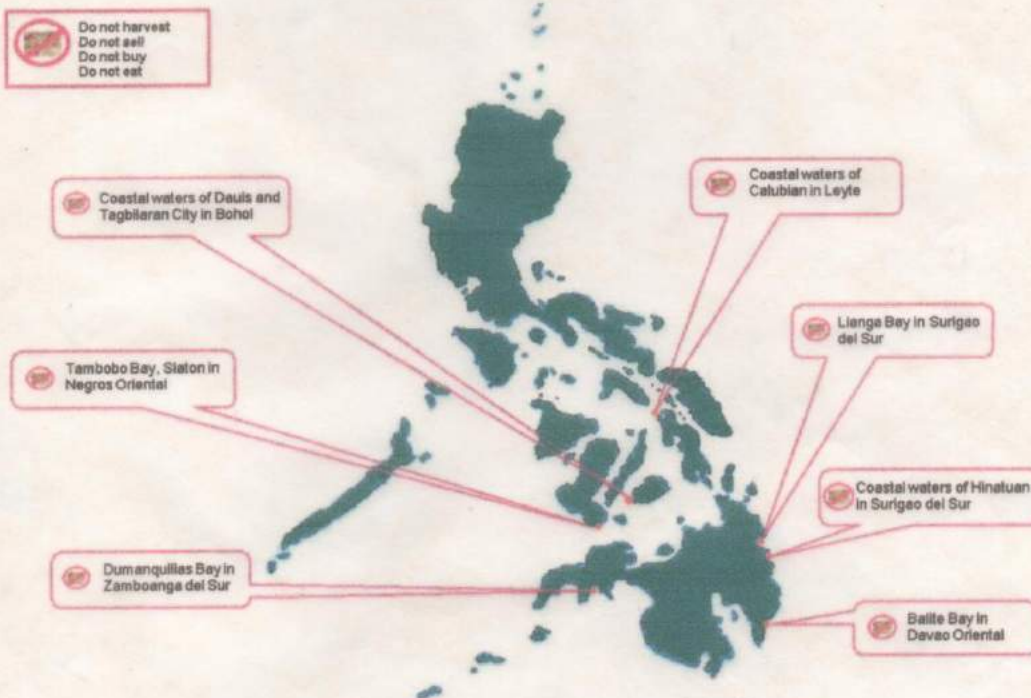 Do not harvest
Do not sell
Do not buy
Do not eat
Coastal waters of Dauis and
Tagbilaran City in Bohol
Coastal waters of
Calubian in Leyte
Lianga Bay in Surigao
del Sur
Tambobo Bay, Siaton in
Negros Oriental
Coastal waters of Hinatuan
in Surigao del Sur
Dumanquillas Bay in
Zamboanga del Sur
Balite Bay in
Davao Oriental